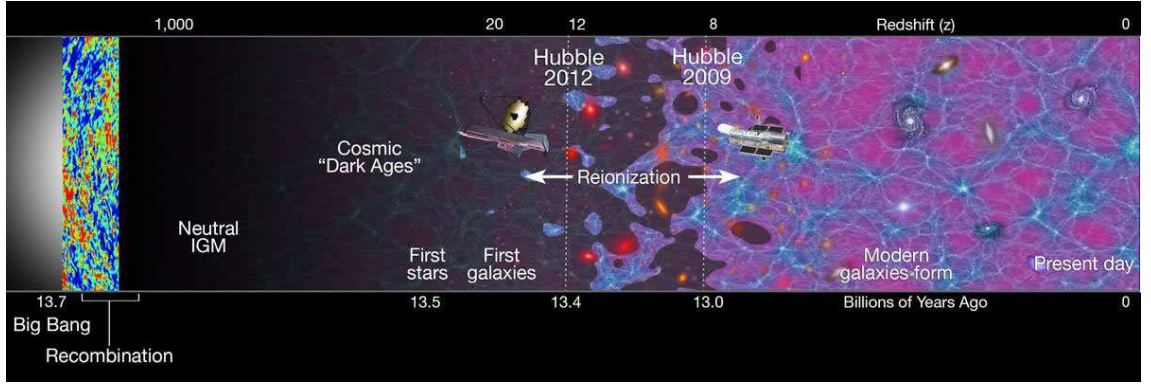 1,000 20 12 8 Redshift (z) 0
Hubble
2012
Hubble
2009
Cosmic
"Dark Ages"
Reionization
Neutral
IGM
First
stars
First
galaxies
Modern
galaxies form
Present day
13.7 13.5 13.4 13.0 Billions of Years Ago 0
Big Bang
Recombination